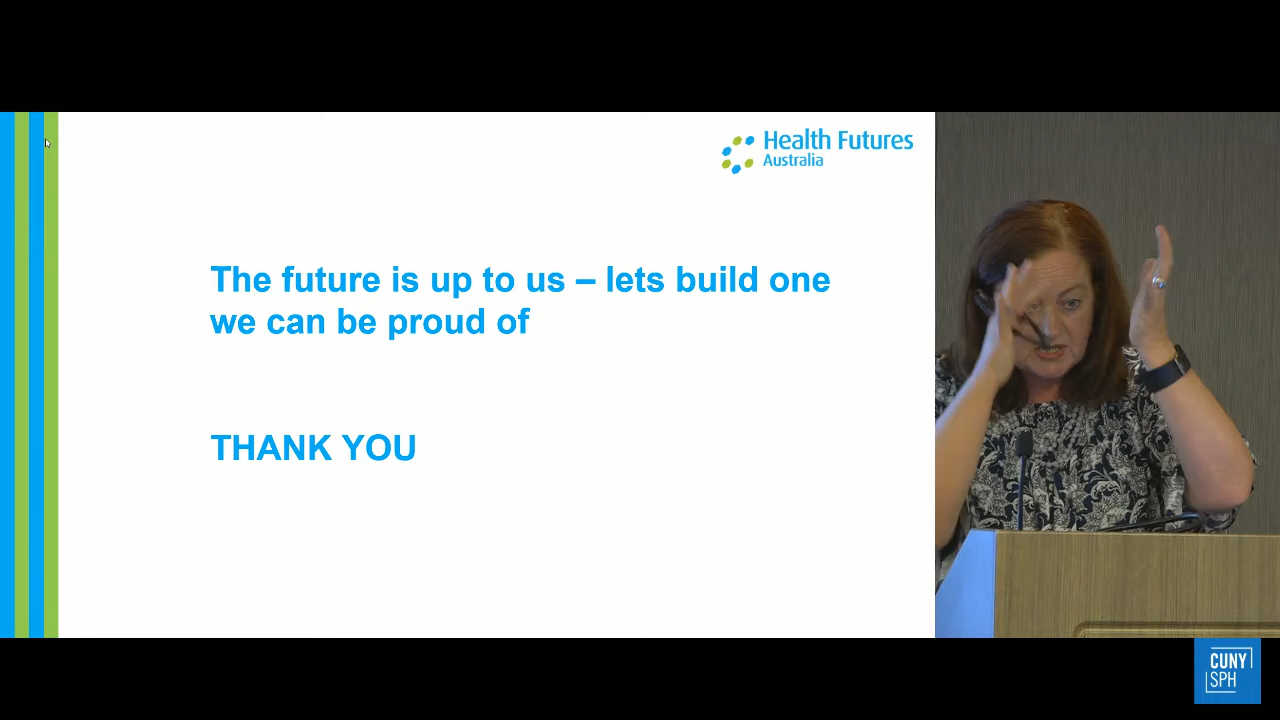 Health Futures
Australia
The future is up to us – lets build one
we can be proud of
THANK YOU
CUNY
SPH